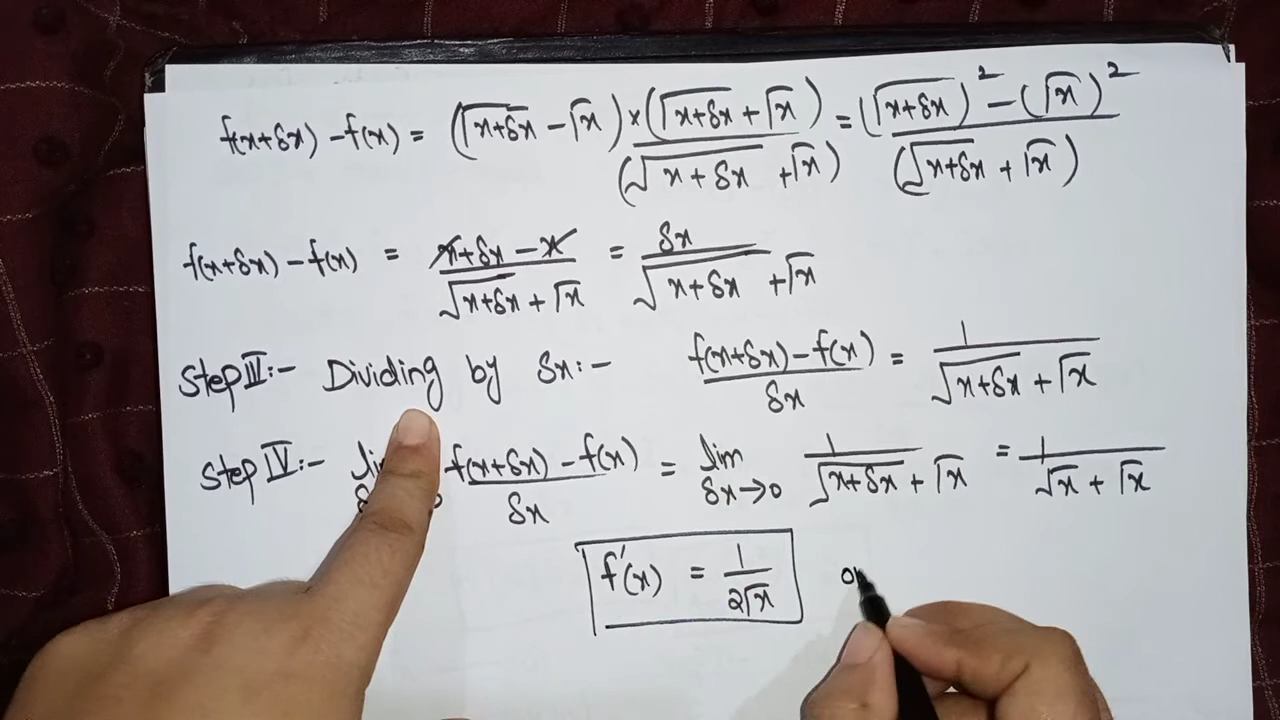 f(x+δx) - f(x) = (√x+δx - √x) × (√x+δx + √x) / (√x+δx + √x) = (√x+δx)² - (√x)² / (√x+δx + √x)
f(x+δx) - f(x) = x+δx - x / √x+δx + √x = δx / √x+δx + √x
Step III:- Dividing by δx:- f(x+δx) - f(x) / δx = 1 / √x+δx + √x
Step IV:- f(x+δx) - f(x) / δx = lim δx→0 1 / √x+δx + √x = 1 / √x + √x
f'(x) = 1 / 2√x